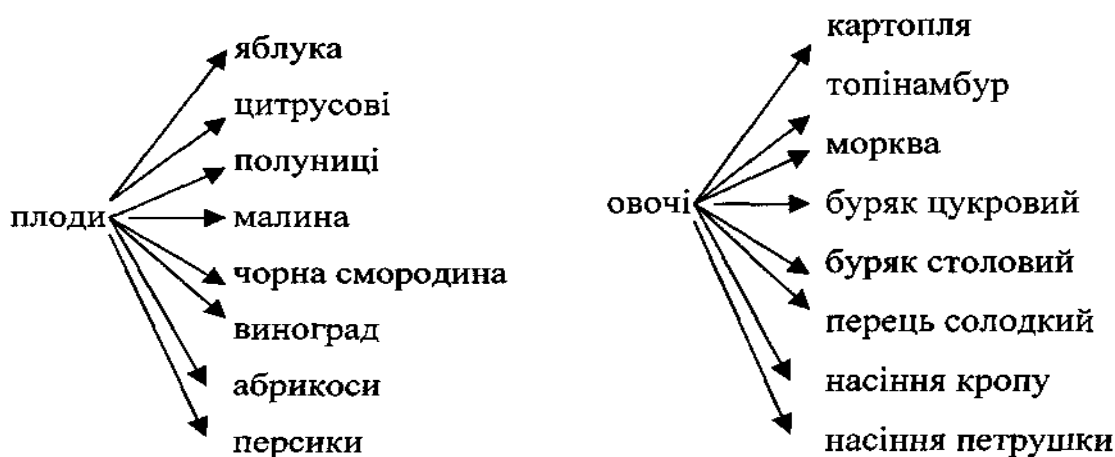 плоди
яблука
цитрусові
полуниці
малина
чорна смородина
виноград
абрикоси
персики
овочі
картопля
топінамбур
морква
буряк цукровий
буряк столовий
перець солодкий
насіння кропу
насіння петрушки